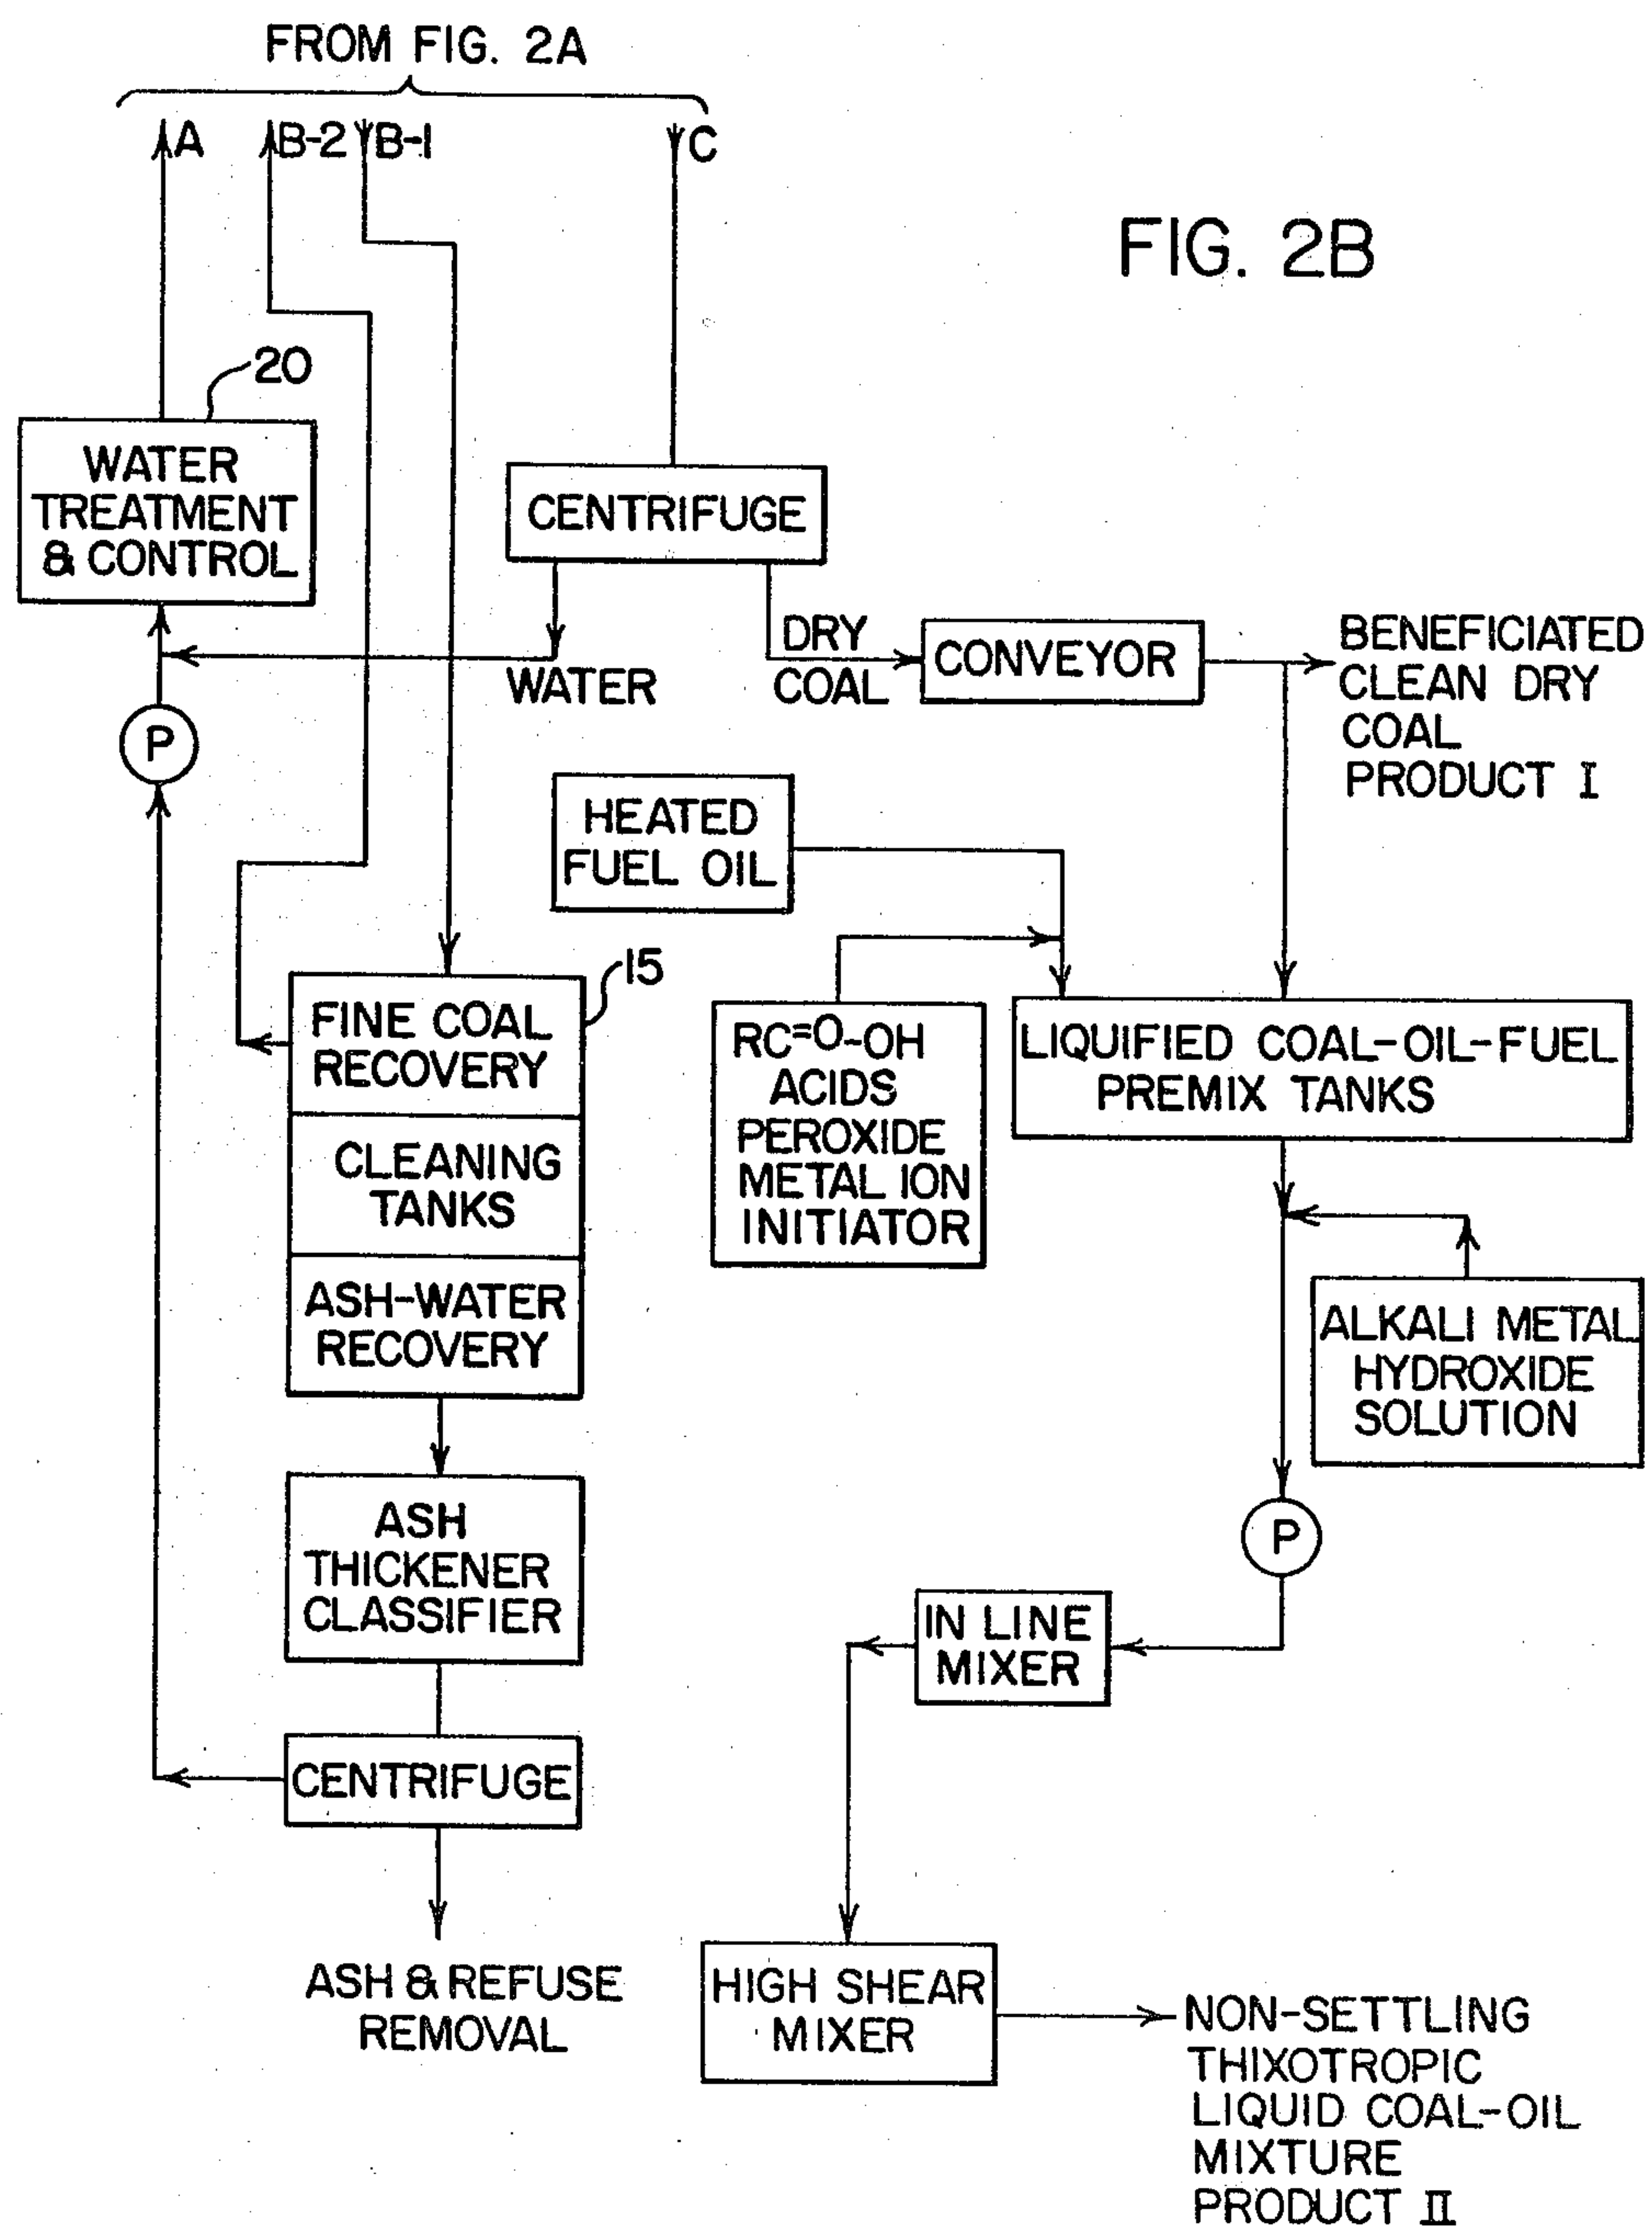 FROM FIG. 2A
A
B-2
B-1
C
FIG. 2B
20
WATER
TREATMENT
& CONTROL
CENTRIFUGE
WATER
DRY
COAL
CONVEYOR
BENEFICIATED
CLEAN DRY
COAL
PRODUCT I
P
HEATED
FUEL OIL
15
FINE COAL
RECOVERY
CLEANING
TANKS
ASH-WATER
RECOVERY
RC=O-OH
ACIDS
PEROXIDE
METAL ION
INITIATOR
LIQUIFIED COAL-OIL-FUEL
PREMIX TANKS
ALKALI METAL
HYDROXIDE
SOLUTION
P
ASH
THICKENER
CLASSIFIER
IN LINE
MIXER
CENTRIFUGE
ASH & REFUSE
REMOVAL
HIGH SHEAR
MIXER
NON-SETTLING
THIXOTROPIC
LIQUID COAL-OIL
MIXTURE
PRODUCT II